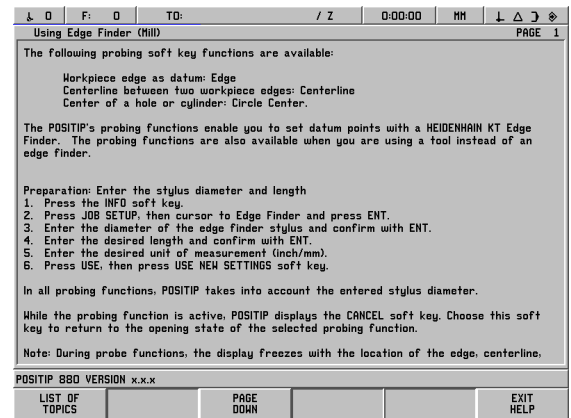 0 F: 0 TO: / Z 0:00:00 MM
Using Edge Finder (Mill) PAGE 1
The following probing soft key functions are available:
Workpiece edge as datum: Edge
Centerline between two workpiece edges: Centerline
Center of a hole or cylinder: Circle Center.
The POSITIP's probing functions enable you to set datum points with a HEIDENHAIN KT Edge
Finder. The probing functions are also available when you are using a tool instead of an
edge finder.
Preparation: Enter the stylus diameter and length
1. Press the INFO soft key.
2. Press JOB SETUP, then cursor to Edge Finder and press ENT.
3. Enter the diameter of the edge finder stylus and confirm with ENT.
4. Enter the desired length and confirm with ENT.
5. Enter the desired unit of measurement (inch/mm).
6. Press USE, then press USE NEW SETTINGS soft key.
In all probing functions, POSITIP takes into account the entered stylus diameter.
While the probing function is active, POSITIP displays the CANCEL soft key. Choose this soft
key to return to the opening state of the selected probing function.
Note: During probe functions, the display freezes with the location of the edge, centerline,
POSITIP 880 VERSION x.x.x
LIST OF TOPICS PAGE DOWN EXIT HELP